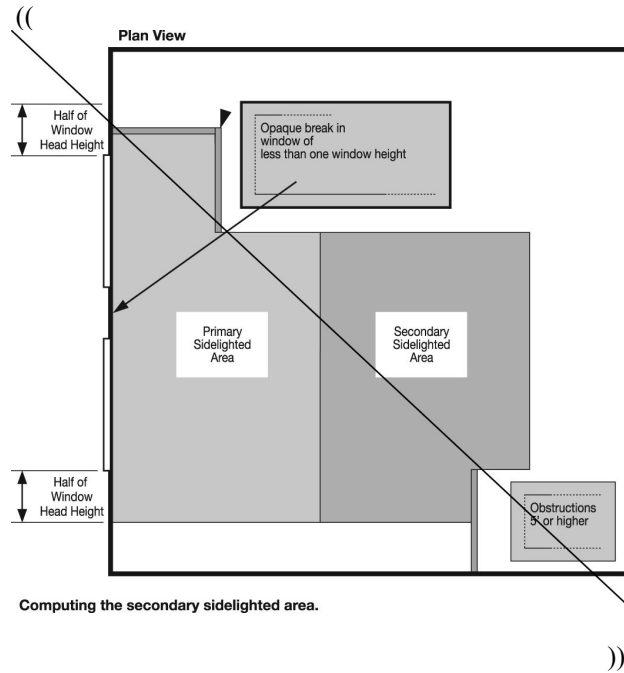 ((
Plan View
Half of
Window
Head Height
Opaque break in
window of
less than one window height
Primary
Sidelighted
Area
Secondary
Sidelighted
Area
Half of
Window
Head Height
Obstructions
5' or higher
Computing the secondary sidelighted area.
))